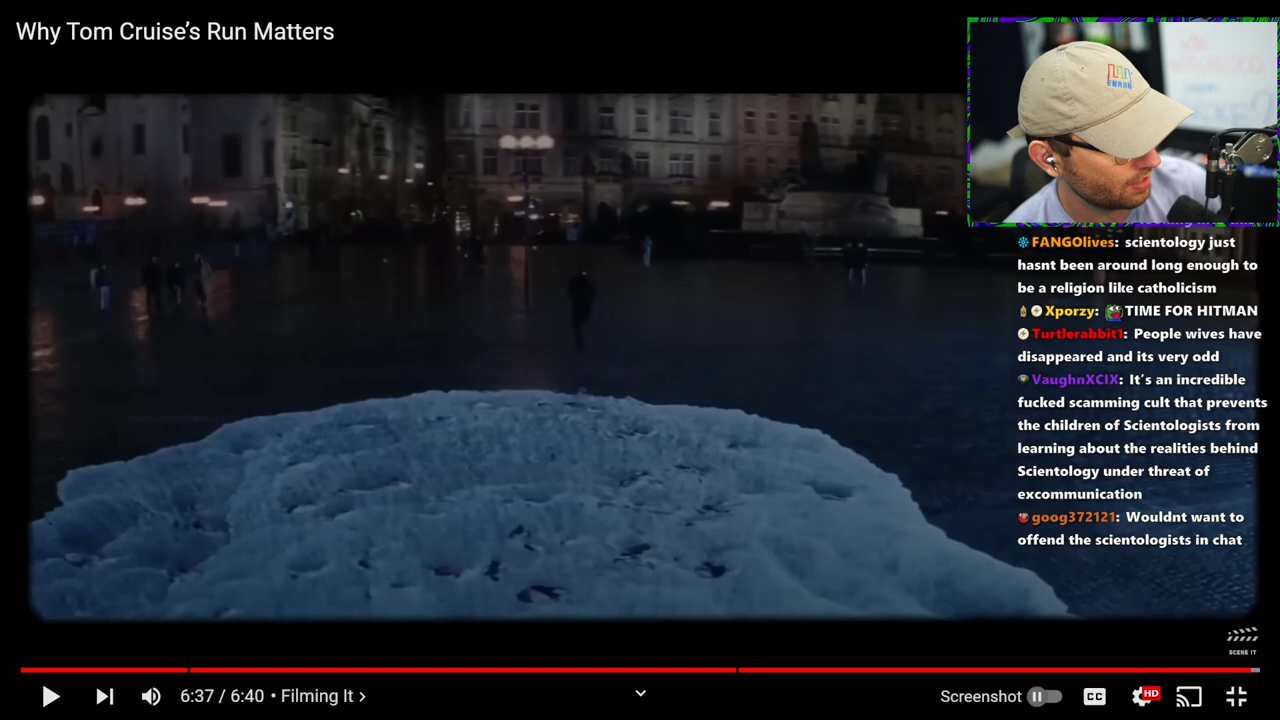 Why Tom Cruise's Run Matters
ENRON
FANGOlives: scientology just
hasnt been around long enough to
be a religion like catholicism
Xporzy: TIME FOR HITMAN
Turtlerabbit1: People wives have
disappeared and its very odd
VaughnXCIX: It's an incredible
fucked scamming cult that prevents
the children of Scientologists from
learning about the realities behind
Scientology under threat of
excommunication
goog372121: Wouldnt want to
offend the scientologists in chat
SCENE IT
6:37 / 6:40 • Filming It >
Screenshot
CC
HD